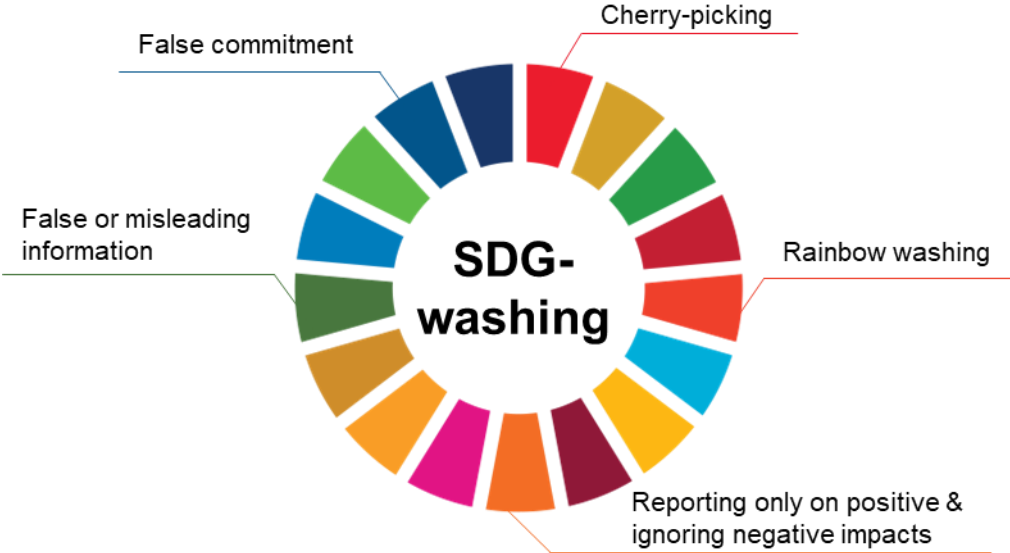 Cherry-picking
False commitment
False or misleading
information
SDG-
washing
Rainbow washing
Reporting only on positive &
ignoring negative impacts